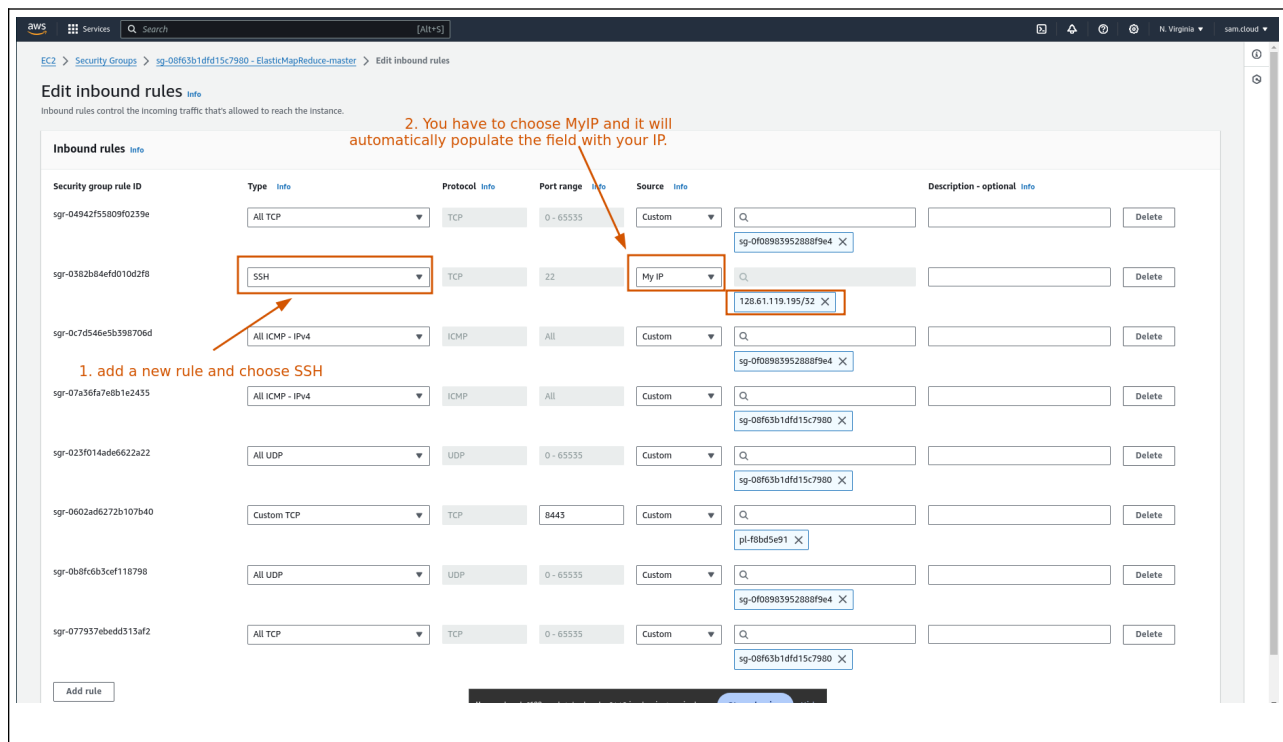 aws Services Search [Alt+S] N. Virginia sam.cloud
EC2 > Security Groups > sg-08f63b1dfd15c7980 - ElasticMapReduce-master > Edit inbound rules
Edit inbound rules Info
Inbound rules control the incoming traffic that's allowed to reach the instance.
2. You have to choose MyIP and it will
automatically populate the field with your IP.
Inbound rules Info
Security group rule ID Type Info Protocol Info Port range Info Source Info Description - optional Info
sgr-04942f55809f0239e All TCP TCP 0 - 65535 Custom Delete
sg-0f08983952888f9e4
sgr-0382b84efd010d2f8 SSH TCP 22 My IP Delete
128.61.119.195/32
sgr-0c7d546e5b398706d All ICMP - IPv4 ICMP All Custom Delete
sg-0f08983952888f9e4
1. add a new rule and choose SSH
sgr-07a36fa7e8b1e2435 All ICMP - IPv4 ICMP All Custom Delete
sg-08f63b1dfd15c7980
sgr-023f014ade6622a22 All UDP UDP 0 - 65535 Custom Delete
sg-08f63b1dfd15c7980
sgr-0602ad6272b107b40 Custom TCP TCP 8443 Custom Delete
pl-f8bd5e91
sgr-0b8fc6b3cef118798 All UDP UDP 0 - 65535 Custom Delete
sg-0f08983952888f9e4
sgr-077937ebedd313af2 All TCP TCP 0 - 65535 Custom Delete
sg-08f63b1dfd15c7980
Add rule